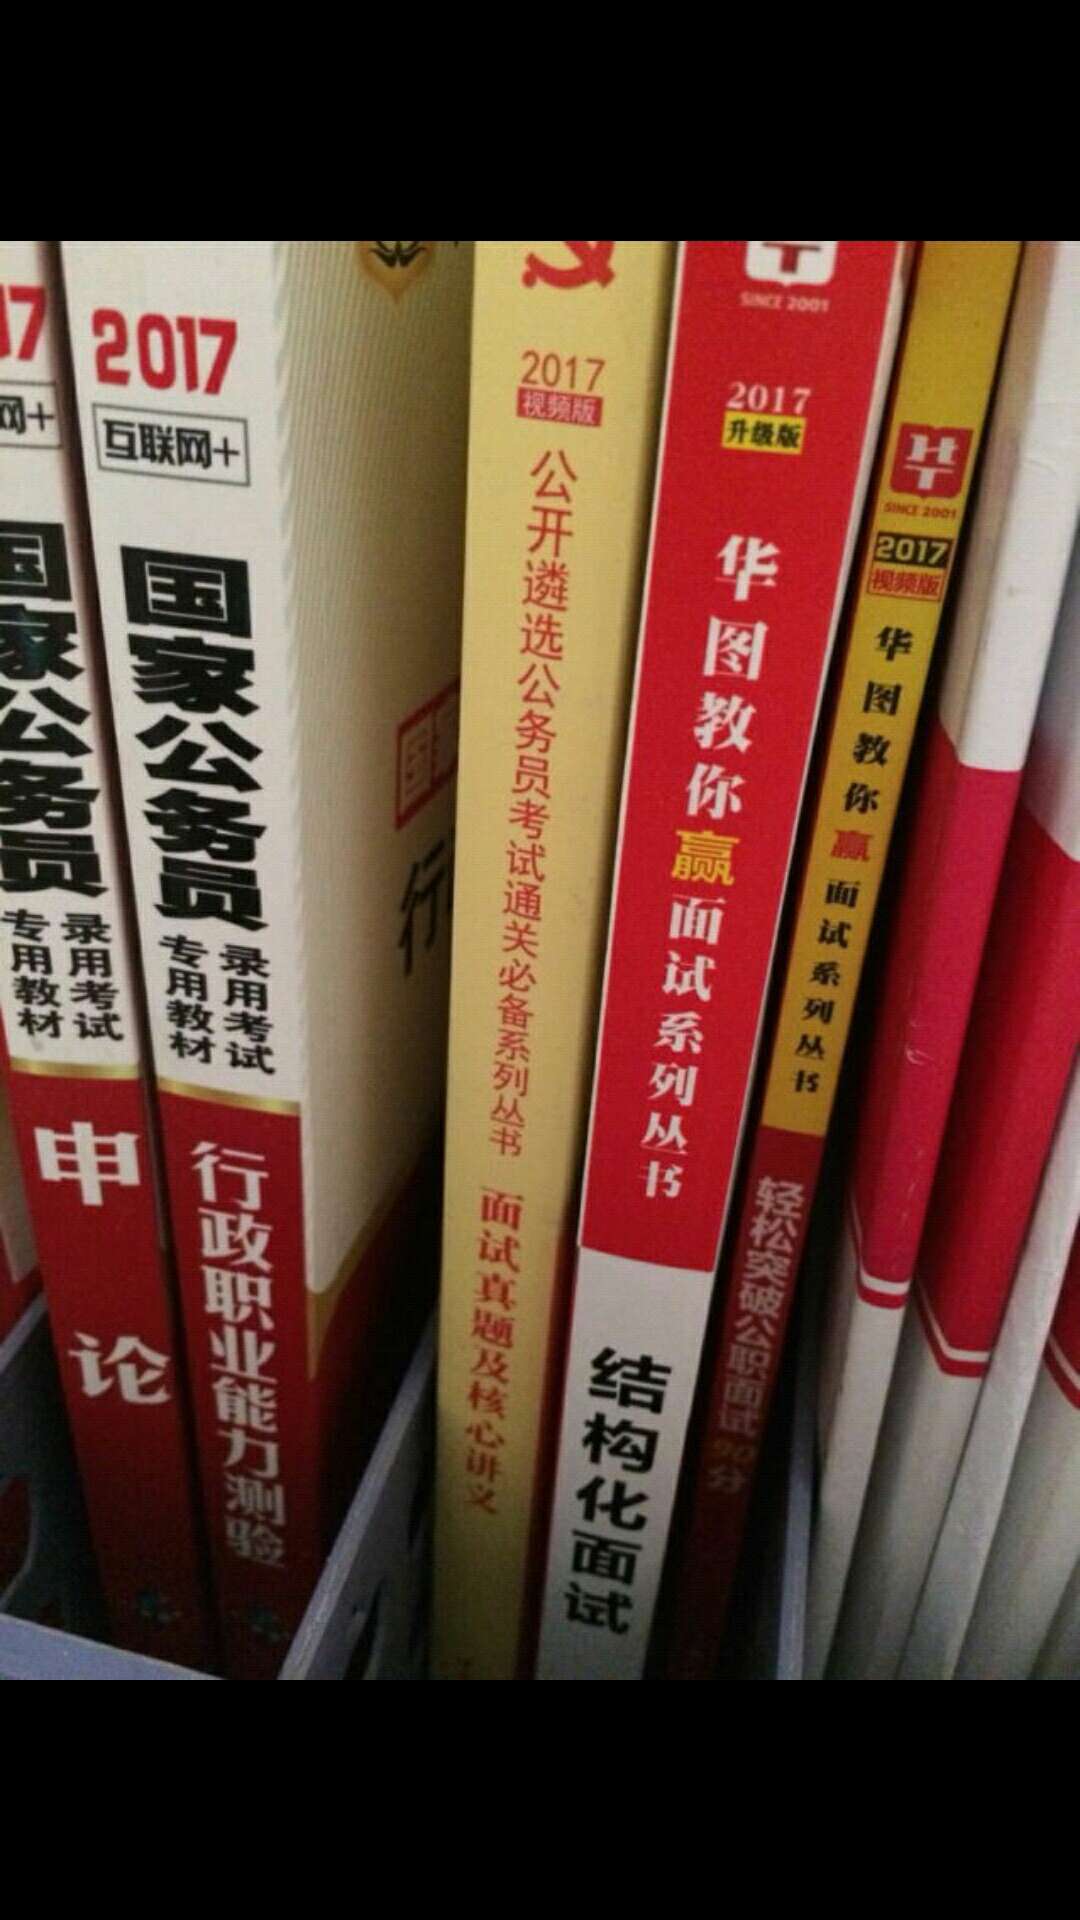 17
网+
国家公务员
录用考试
专用教材
申论
2017
互联网+
国家公务员
录用考试
专用教材
行政职业能力测验
行
2017
视频版
公开遴选公务员考试通关必备系列丛书
面试真题及核心讲义
SINCE 2001
2017
升级版
华图教你赢面试系列丛书
结构化面试
HT
SINCE 2001
2017
视频版
华图教你赢面试系列丛书
轻松突破公职面试20分